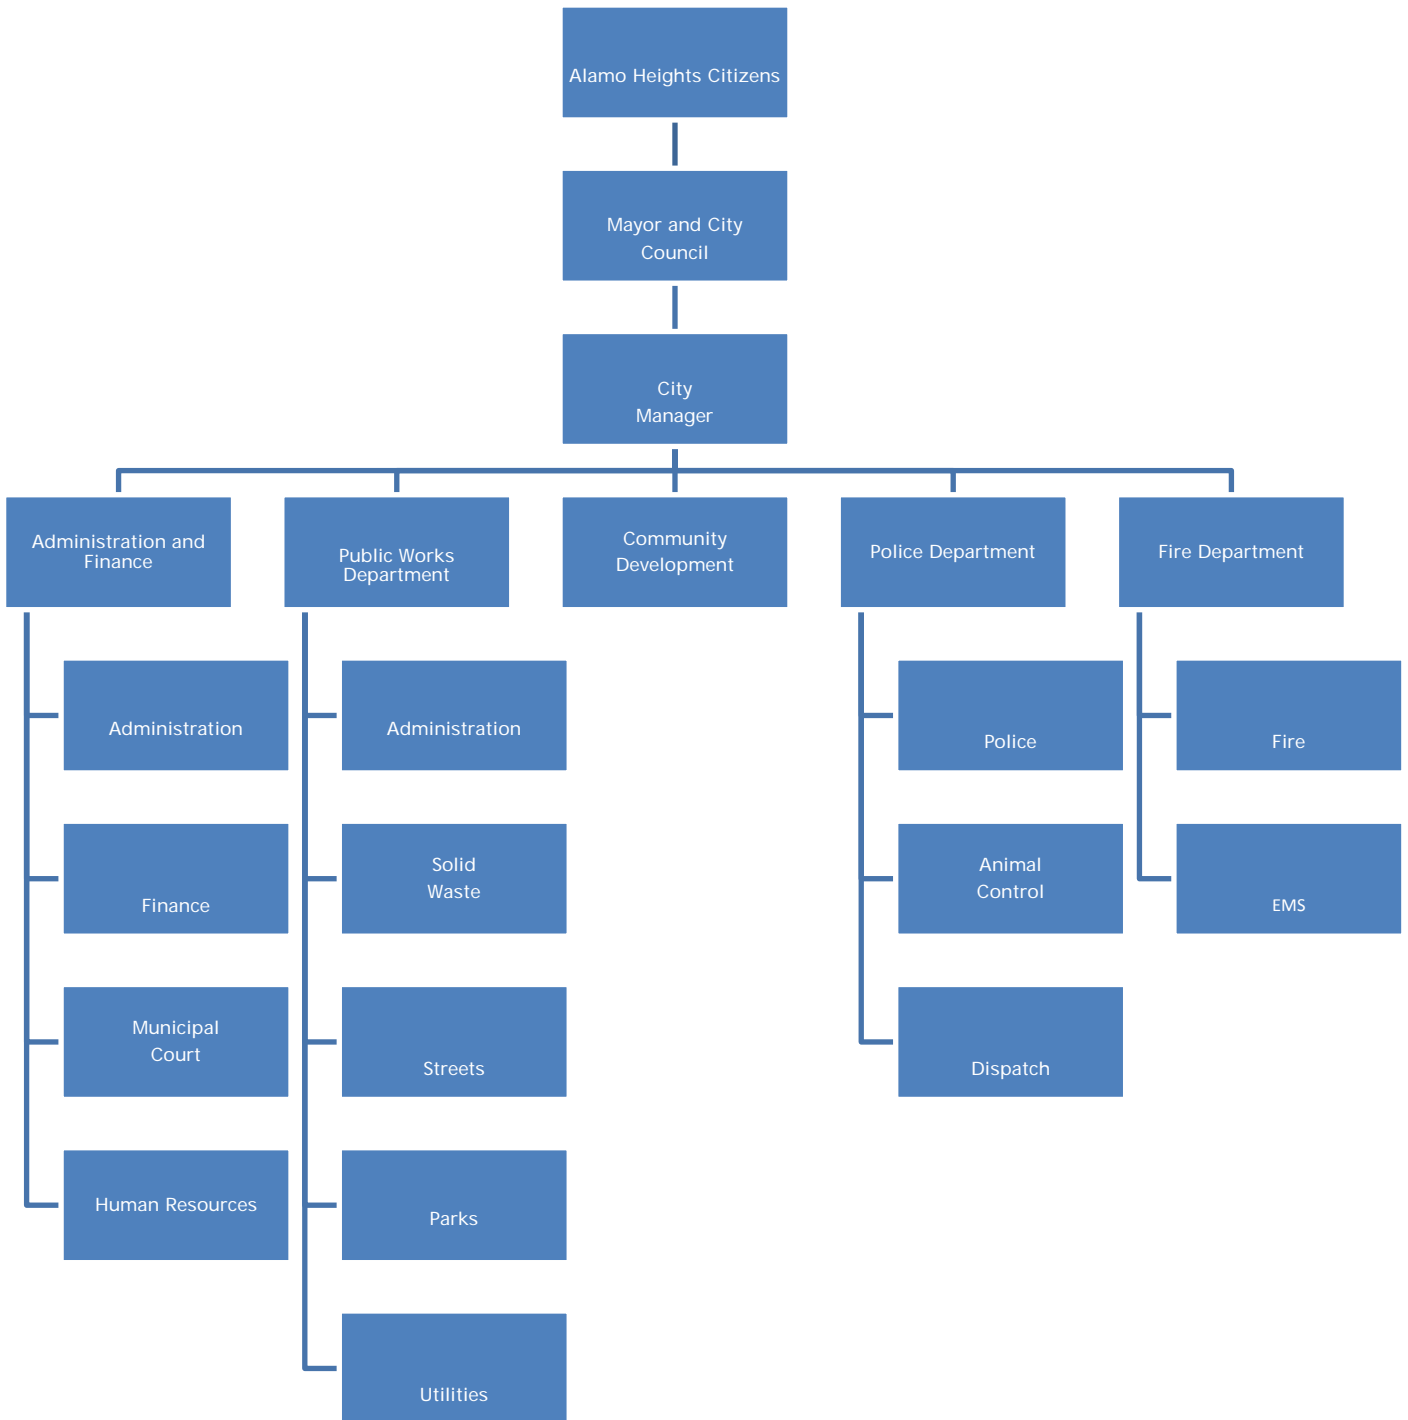 Alamo Heights Citizens
Mayor and City
Council
City
Manager
Administration and
Finance
Public Works
Department
Community
Development
Police Department
Fire Department
Administration
Administration
Police
Fire
Finance
Solid
Waste
Animal
Control
EMS
Municipal
Court
Streets
Dispatch
Human Resources
Parks
Utilities